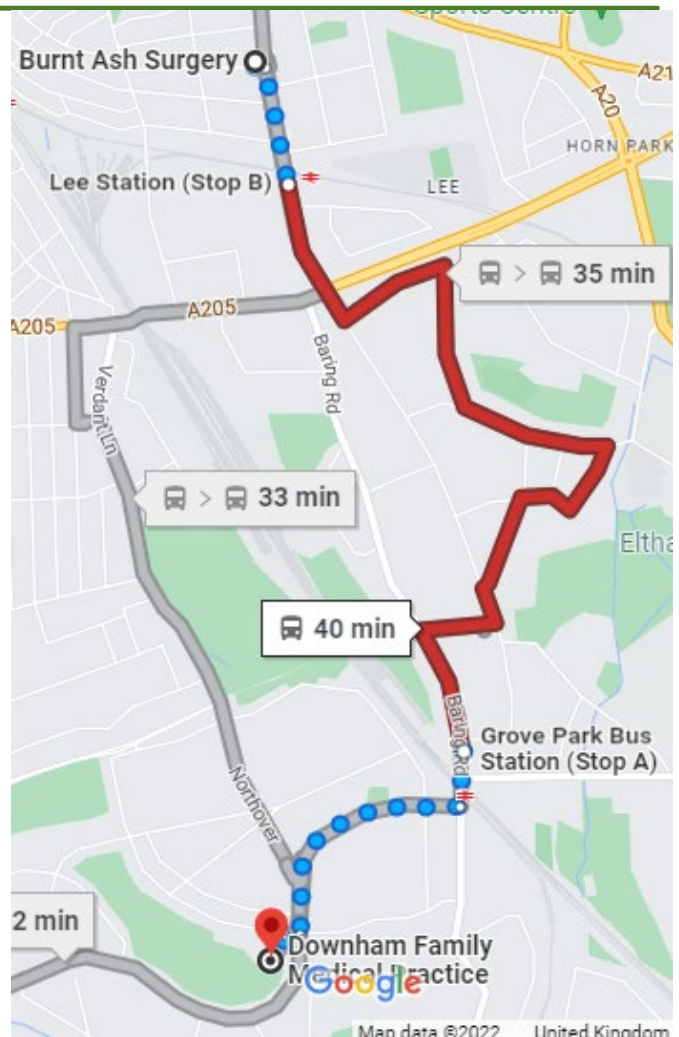 Sports Centre
Burnt Ash Surgery
A21
A20
HORN PARK
Lee Station (Stop B)
LEE
35 min
A205
A205
Baring Rd
Verdant Ln
33 min
Eltha
40 min
Baring Rd
Grove Park Bus
Station (Stop A)
Northover
2 min
Downham Family
Medical Practice
Google
Map data ©2022
United Kingdom